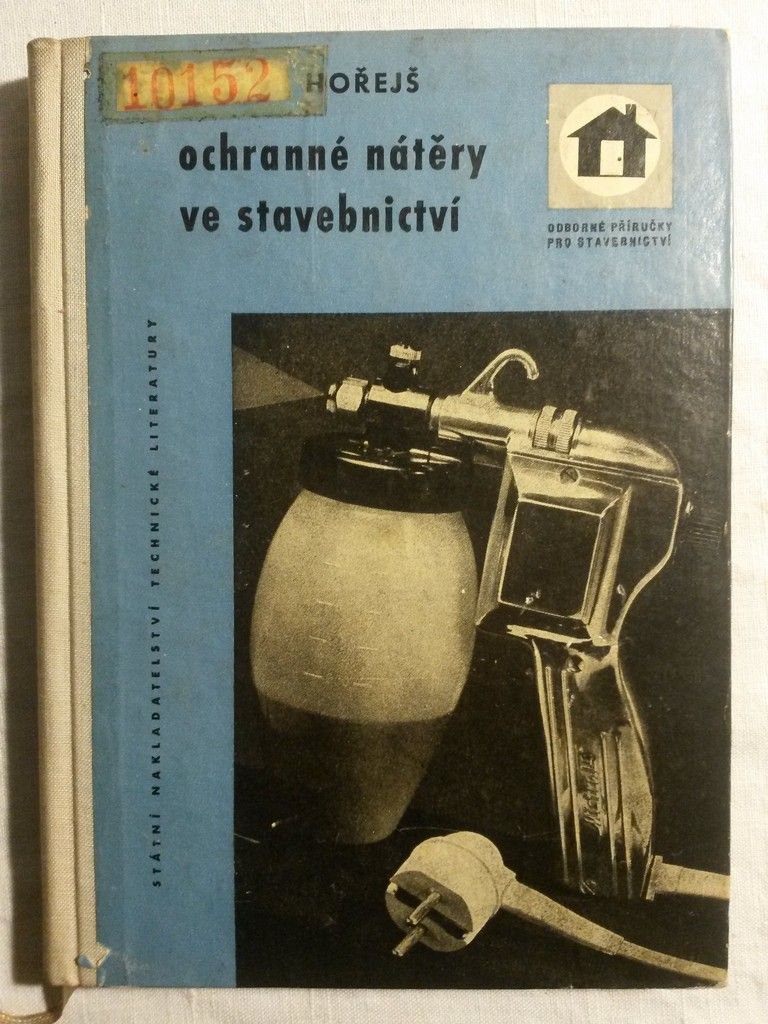 10152
HOŘEJŠ
ochranné nátěry
ve stavebnictví
ODBORNÉ PŘÍRUČKY
PRO STAVEBNICTVÍ
STÁTNÍ NAKLADATELSTVÍ TECHNICKÉ LITERATURY